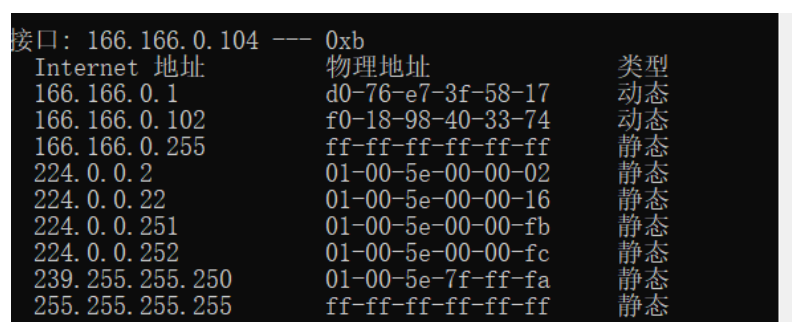 接口: 166.166.0.104 --- 0xb
Internet 地址 物理地址 类型
166.166.0.1 d0-76-e7-3f-58-17 动态
166.166.0.102 f0-18-98-40-33-74 动态
166.166.0.255 ff-ff-ff-ff-ff-ff 静态
224.0.0.2 01-00-5e-00-00-02 静态
224.0.0.22 01-00-5e-00-00-16 静态
224.0.0.251 01-00-5e-00-00-fb 静态
224.0.0.252 01-00-5e-00-00-fc 静态
239.255.255.250 01-00-5e-7f-ff-fa 静态
255.255.255.255 ff-ff-ff-ff-ff-ff 静态